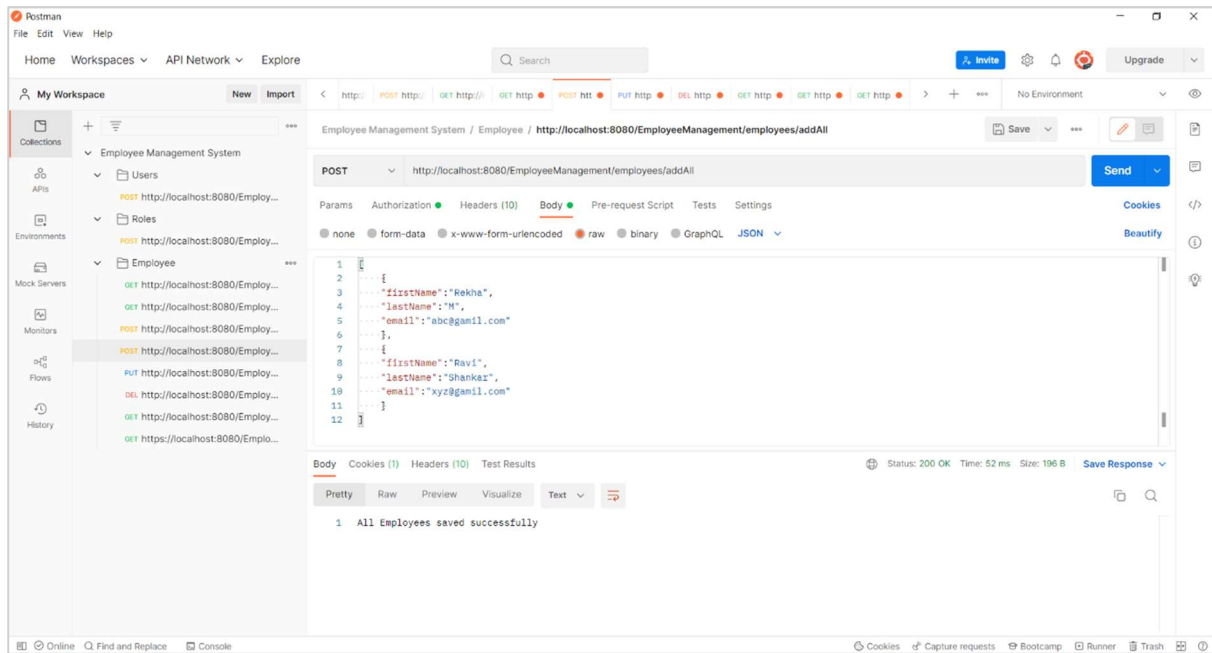 Postman
File Edit View Help
Home Workspaces API Network Explore Search Invite Upgrade
My Workspace New Import http:/ POST http:/ GET http:// GET http POST htt PUT http DEL http GET http GET http GET http No Environment
Collections
APIs
Environments
Mock Servers
Monitors
Flows
History
Employee Management System
Users
POST http://localhost:8080/Employ...
Roles
POST http://localhost:8080/Employ...
Employee
GET http://localhost:8080/Employ...
GET http://localhost:8080/Employ...
POST http://localhost:8080/Employ...
POST http://localhost:8080/Employ...
PUT http://localhost:8080/Employ...
DEL http://localhost:8080/Employ...
GET http://localhost:8080/Employ...
GET https://localhost:8080/Emplo...
Employee Management System / Employee / http://localhost:8080/EmployeeManagement/employees/addAll Save
POST http://localhost:8080/EmployeeManagement/employees/addAll Send
Params Authorization Headers (10) Body Pre-request Script Tests Settings Cookies
none form-data x-www-form-urlencoded raw binary GraphQL JSON Beautify
1 [
2 {
3 "firstName":"Rekha",
4 "lastName":"M",
5 "email":"abc@gamil.com"
6 },
7 {
8 "firstName":"Ravi",
9 "lastName":"Shankar",
10 "email":"xyz@gamil.com"
11 }
12 ]
Body Cookies (1) Headers (10) Test Results Status: 200 OK Time: 52 ms Size: 196 B Save Response
Pretty Raw Preview Visualize Text
1 All Employees saved successfully
Online Find and Replace Console Cookies Capture requests Bootcamp Runner Trash